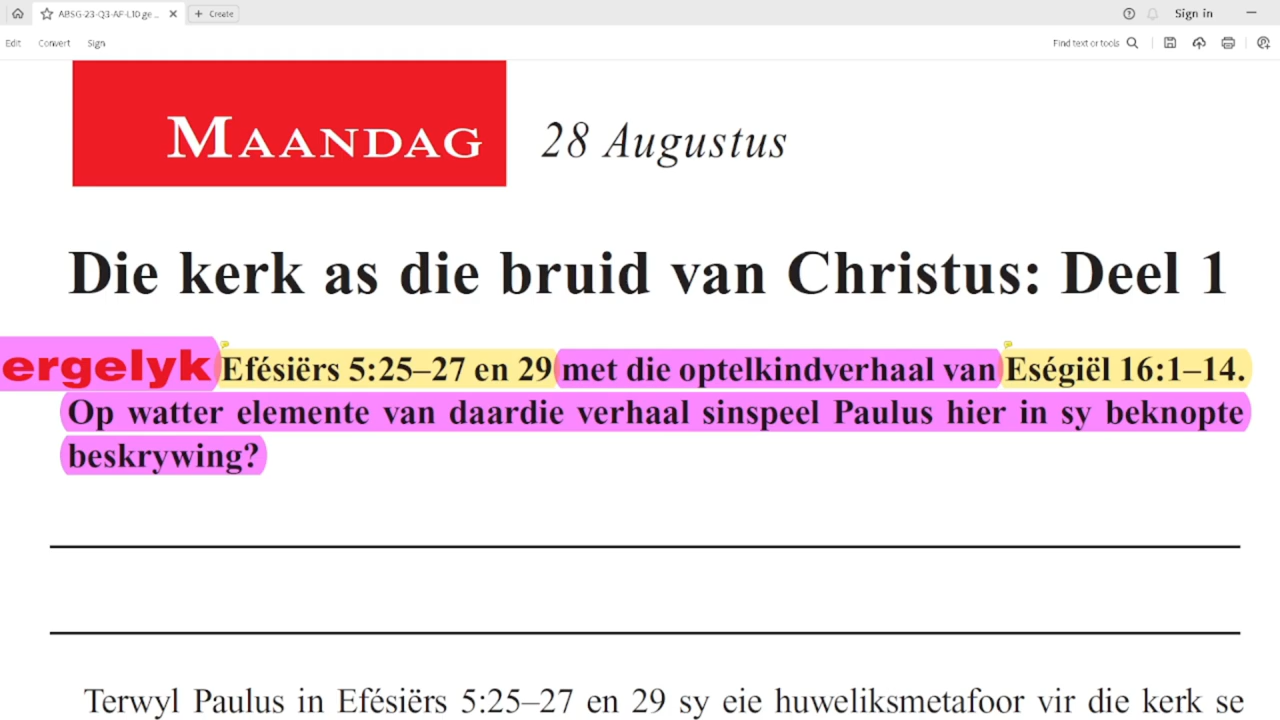 ABSG-23-Q3-AF-L10 ge ...
+ Create
Sign in
Edit Convert Sign
Find text or tools
MAANDAG 28 Augustus
Die kerk as die bruid van Christus: Deel 1
ergelyk Efésiërs 5:25–27 en 29 met die optelkindverhaal van Eségiël 16:1–14.
Op watter elemente van daardie verhaal sinspeel Paulus hier in sy beknopte
beskrywing?
Terwyl Paulus in Efésiërs 5:25–27 en 29 sy eie huweliksmetafoor vir die kerk se